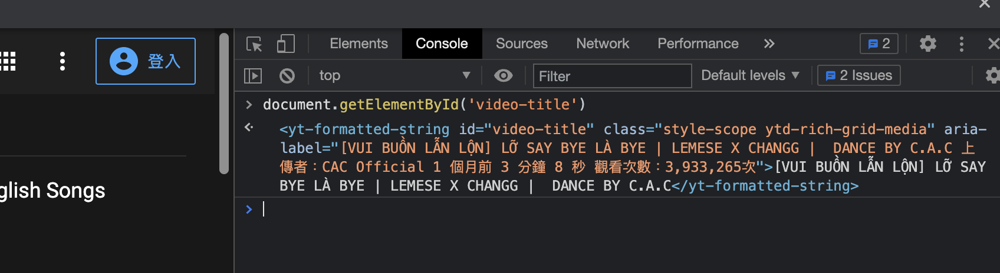 登入
glish Songs
Elements Console Sources Network Performance » 2
top Filter Default levels 2 Issues
document.getElementById('video-title')
<yt-formatted-string id="video-title" class="style-scope ytd-rich-grid-media" aria-
label="[VUI BUỒN LẪN LỘN] LỠ SAY BYE LÀ BYE | LEMESE X CHANGG |  DANCE BY C.A.C 上
傳者：CAC Official 1 個月前 3 分鐘 8 秒 觀看次數：3,933,265次">[VUI BUỒN LẪN LỘN] LỠ SAY
BYE LÀ BYE | LEMESE X CHANGG |  DANCE BY C.A.C</yt-formatted-string>